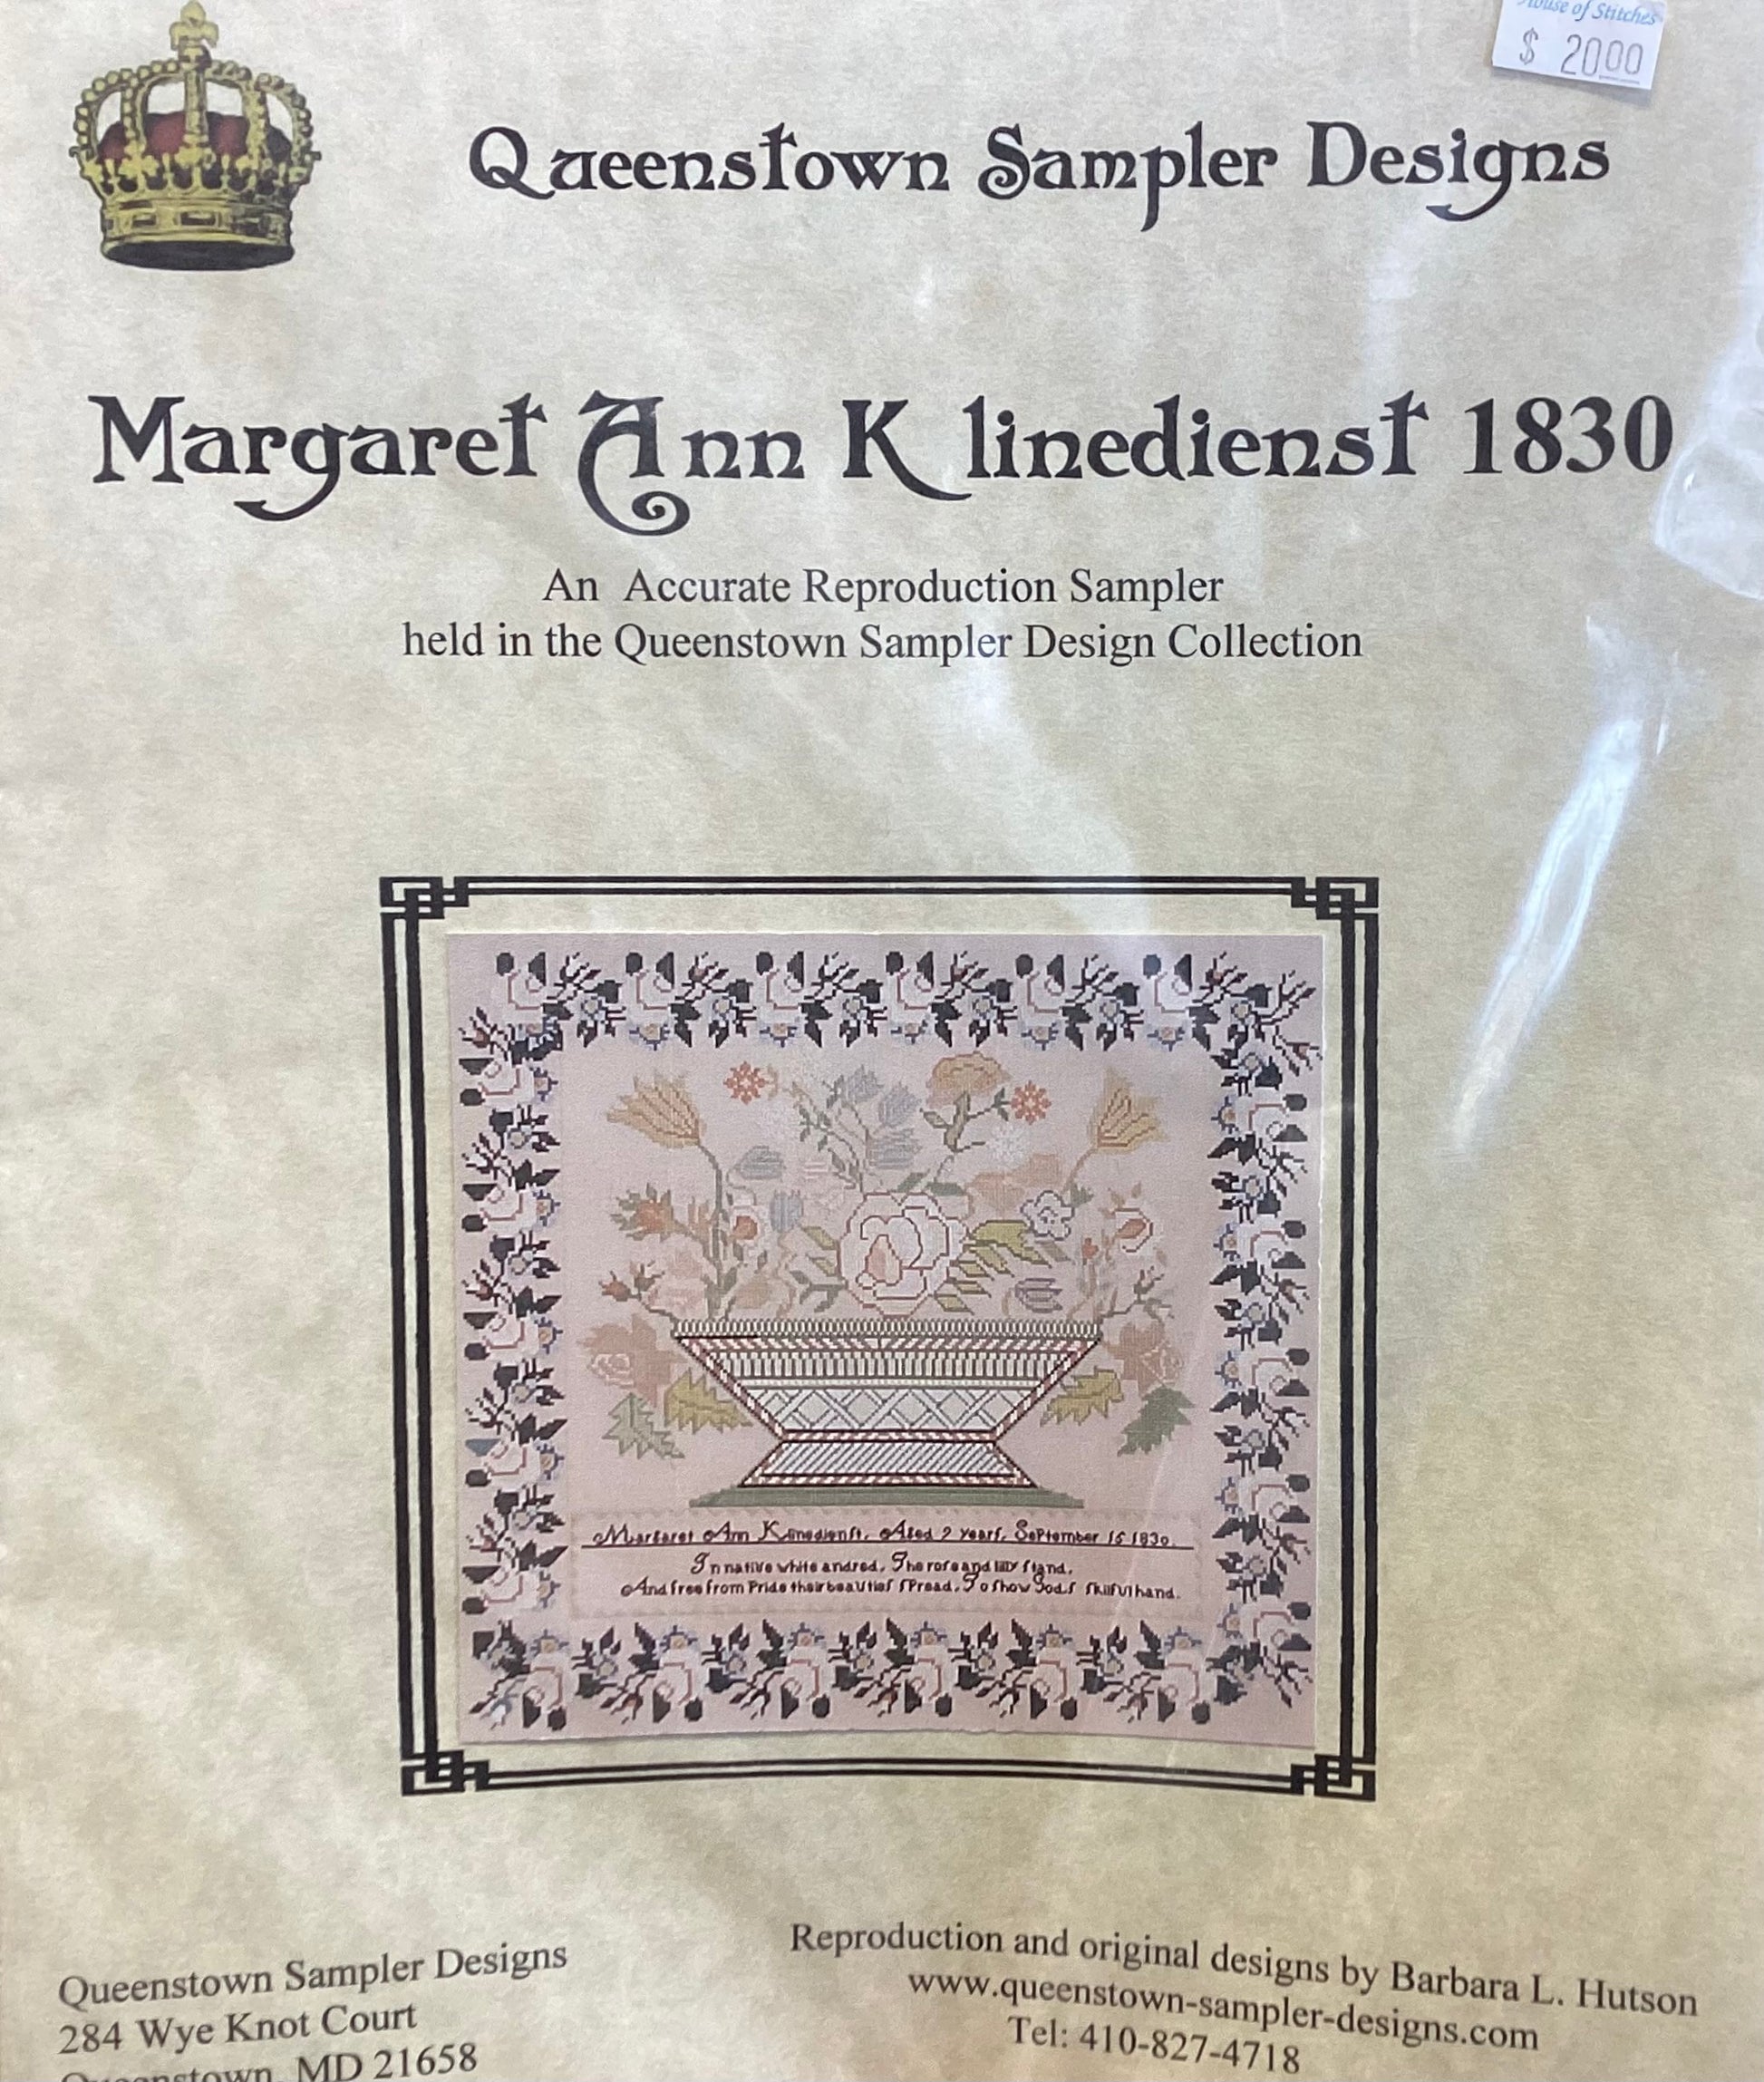 House of Stitches
$ 20.00
Queenstown Sampler Designs
Margaret Ann Klinedienst 1830
An Accurate Reproduction Sampler
held in the Queenstown Sampler Design Collection
Margaret Ann Klinedienſt, Aged 9 yearſ, September 15 1830
In native white and red, The rose and lilly ſtand,
And free from Pride their beautieſ ſPread, To ſhow Godſ ſkilful hand.
Queenstown Sampler Designs
284 Wye Knot Court
Queenstown, MD 21658
Reproduction and original designs by Barbara L. Hutson
www.queenstown-sampler-designs.com
Tel: 410-827-4718